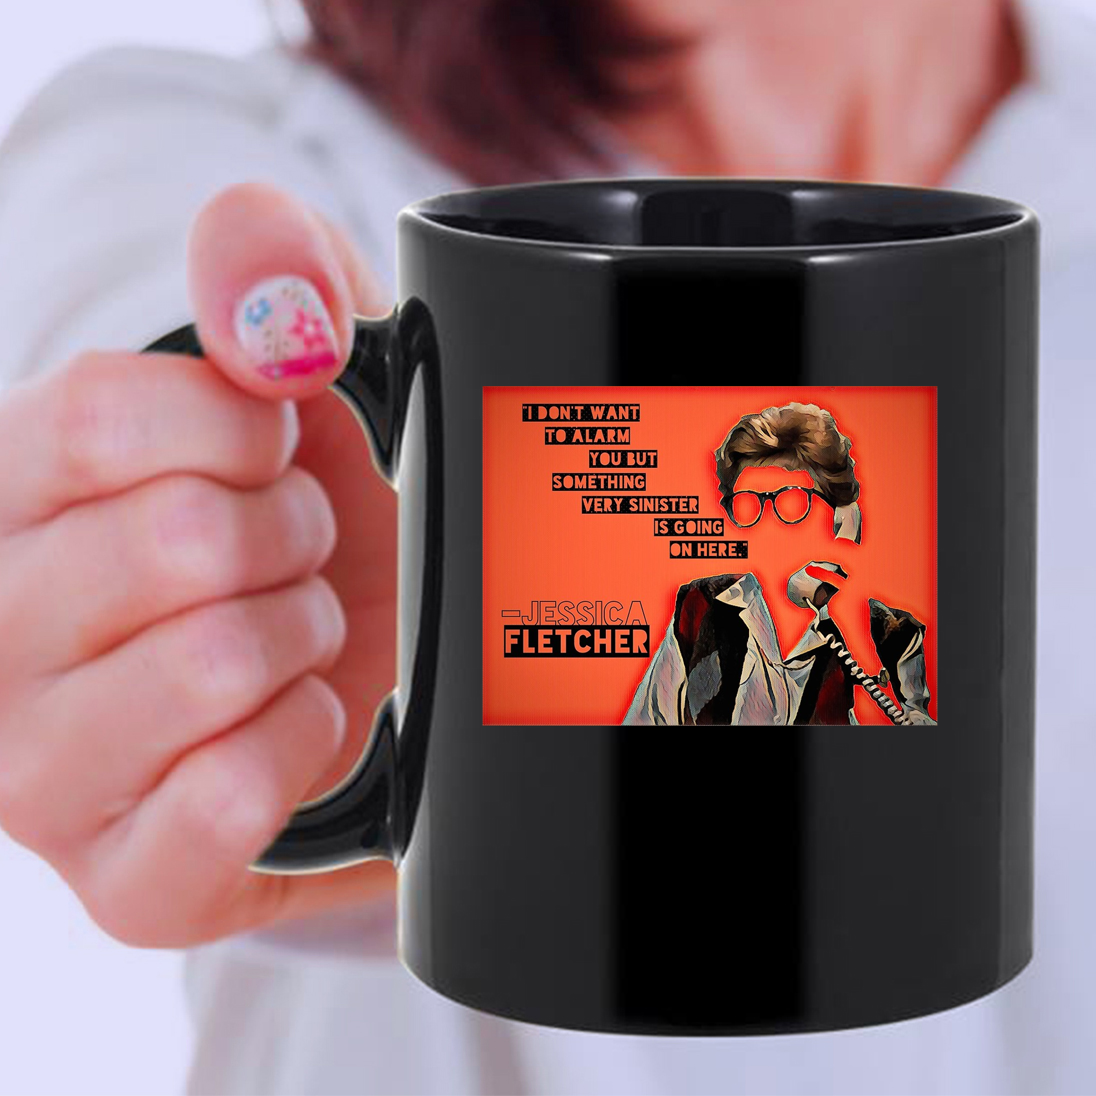 "I DON'T WANT
TO ALARM
YOU BUT
SOMETHING
VERY SINISTER
IS GOING
ON HERE."
—JESSICA
FLETCHER